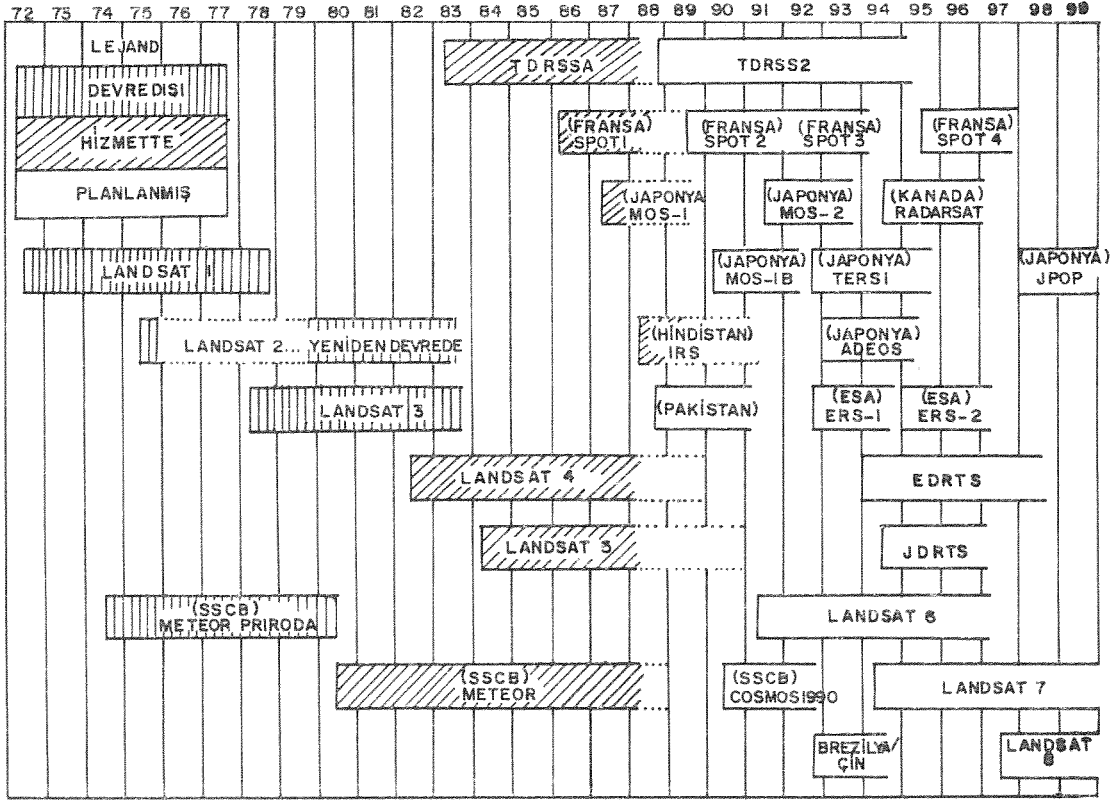 72 73 74 75 76 77 78 79 80 81 82 83 84 85 86 87 88 89 90 91 92 93 94 95 96 97 98 99
LEJAND
DEVREDIŞI
HİZMETTE
PLANLANMIŞ
TDRSSA
TDRSS2
(FRANSA)
SPOT1
(FRANSA)
SPOT 2
(FRANSA)
SPOT 3
(FRANSA)
SPOT 4
(JAPONYA
MOS-1
(JAPONYA)
MOS-2
(KANADA)
RADARSAT
LANDSAT 1
(JAPONYA)
MOS-1B
(JAPONYA)
TERS1
(JAPONYA)
JPOP
LANDSAT 2... YENİDEN DEVREDE
(HİNDİSTAN)
IRS
(JAPONYA)
ADEOS
LANDSAT 3
(PAKİSTAN)
(ESA)
ERS-1
(ESA)
ERS-2
LANDSAT 4
EDRTS
LANDSAT 5
JDRTS
(SSCB)
METEOR PRIRODA
LANDSAT 6
(SSCB)
METEOR
(SSCB)
COSMOS1990
LANDSAT 7
BREZİLYA/
ÇİN
LANDSAT
8